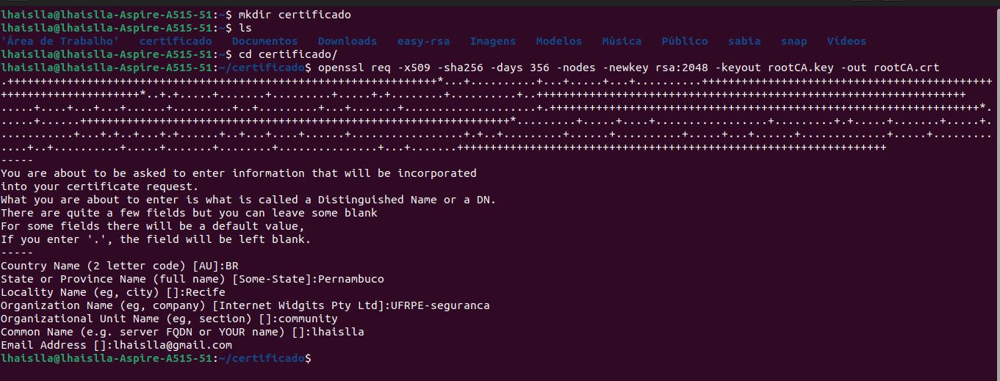 lhaislla@lhaislla-Aspire-A515-51:~$ mkdir certificado
lhaislla@lhaislla-Aspire-A515-51:~$ ls
'Área de Trabalho'   certificado   Documentos   Downloads   easy-rsa   Imagens   Modelos   Música   Público   sabia   snap   Vídeos
lhaislla@lhaislla-Aspire-A515-51:~$ cd certificado/
lhaislla@lhaislla-Aspire-A515-51:~/certificado$ openssl req -x509 -sha256 -days 356 -nodes -newkey rsa:2048 -keyout rootCA.key -out rootCA.crt
.+++++++++++++++++++++++++++++++++++++++++++++++++++++++++++++++++*...+..........+...+.....+...+..........++++++++++++++++++++++++++++++++++++++++++++
+++++++++++++++++++++*..+.+.....+.......+.........+.....+.+........+..........+..+++++++++++++++++++++++++++++++++++++++++++++++++++++++++++++++++
.....+....+...+...+......+.........+..+.........+...+.......+....................+.+++++++++++++++++++++++++++++++++++++++++++++++++++++++++++++++++*.
.....+......+++++++++++++++++++++++++++++++++++++++++++++++++++++++++++++++++*.........+.....+....+.................+.........+.+.....+.......+.....+.
...........+...+.+..+...+.+......+..+...+....+......+.................+.+..+.........+......+..........+.....+...+......+.............+.....+.........
....+..+..........+.....+.......+........+...............+...+.......+++++++++++++++++++++++++++++++++++++++++++++++++++++++++++++++++
-----
You are about to be asked to enter information that will be incorporated
into your certificate request.
What you are about to enter is what is called a Distinguished Name or a DN.
There are quite a few fields but you can leave some blank
For some fields there will be a default value,
If you enter '.', the field will be left blank.
-----
Country Name (2 letter code) [AU]:BR
State or Province Name (full name) [Some-State]:Pernambuco
Locality Name (eg, city) []:Recife
Organization Name (eg, company) [Internet Widgits Pty Ltd]:UFRPE-seguranca
Organizational Unit Name (eg, section) []:community
Common Name (e.g. server FQDN or YOUR name) []:lhaislla
Email Address []:lhaislla@gmail.com
lhaislla@lhaislla-Aspire-A515-51:~/certificado$